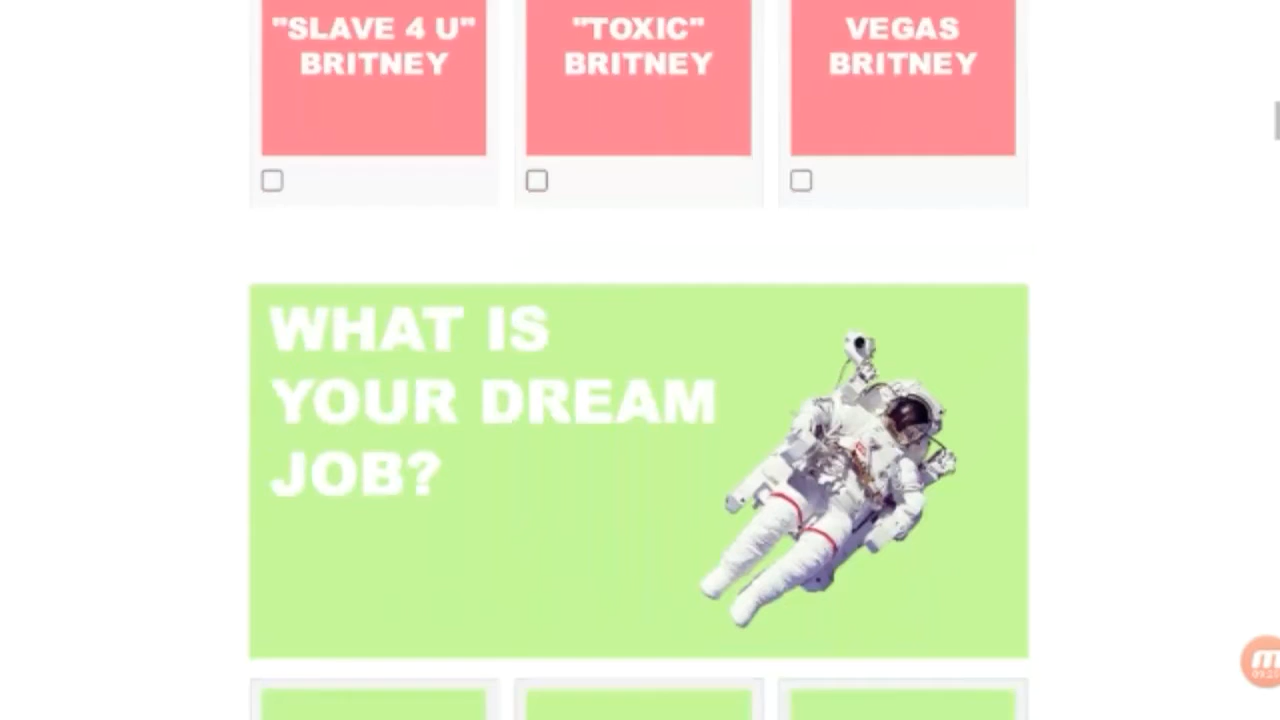 "SLAVE 4 U"
BRITNEY
"TOXIC"
BRITNEY
VEGAS
BRITNEY
WHAT IS
YOUR DREAM
JOB?